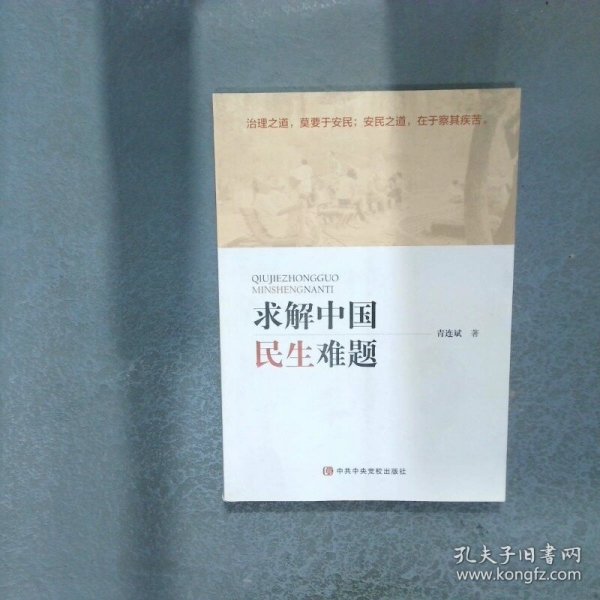 治理之道，莫要于安民；安民之道，在于察其疾苦。
QIUJIEZHONGGUO
MINSHENGNANTI
求解中国
民生难题
青连斌 著
中共中央党校出版社
孔夫子旧书网
www.kongfz.com